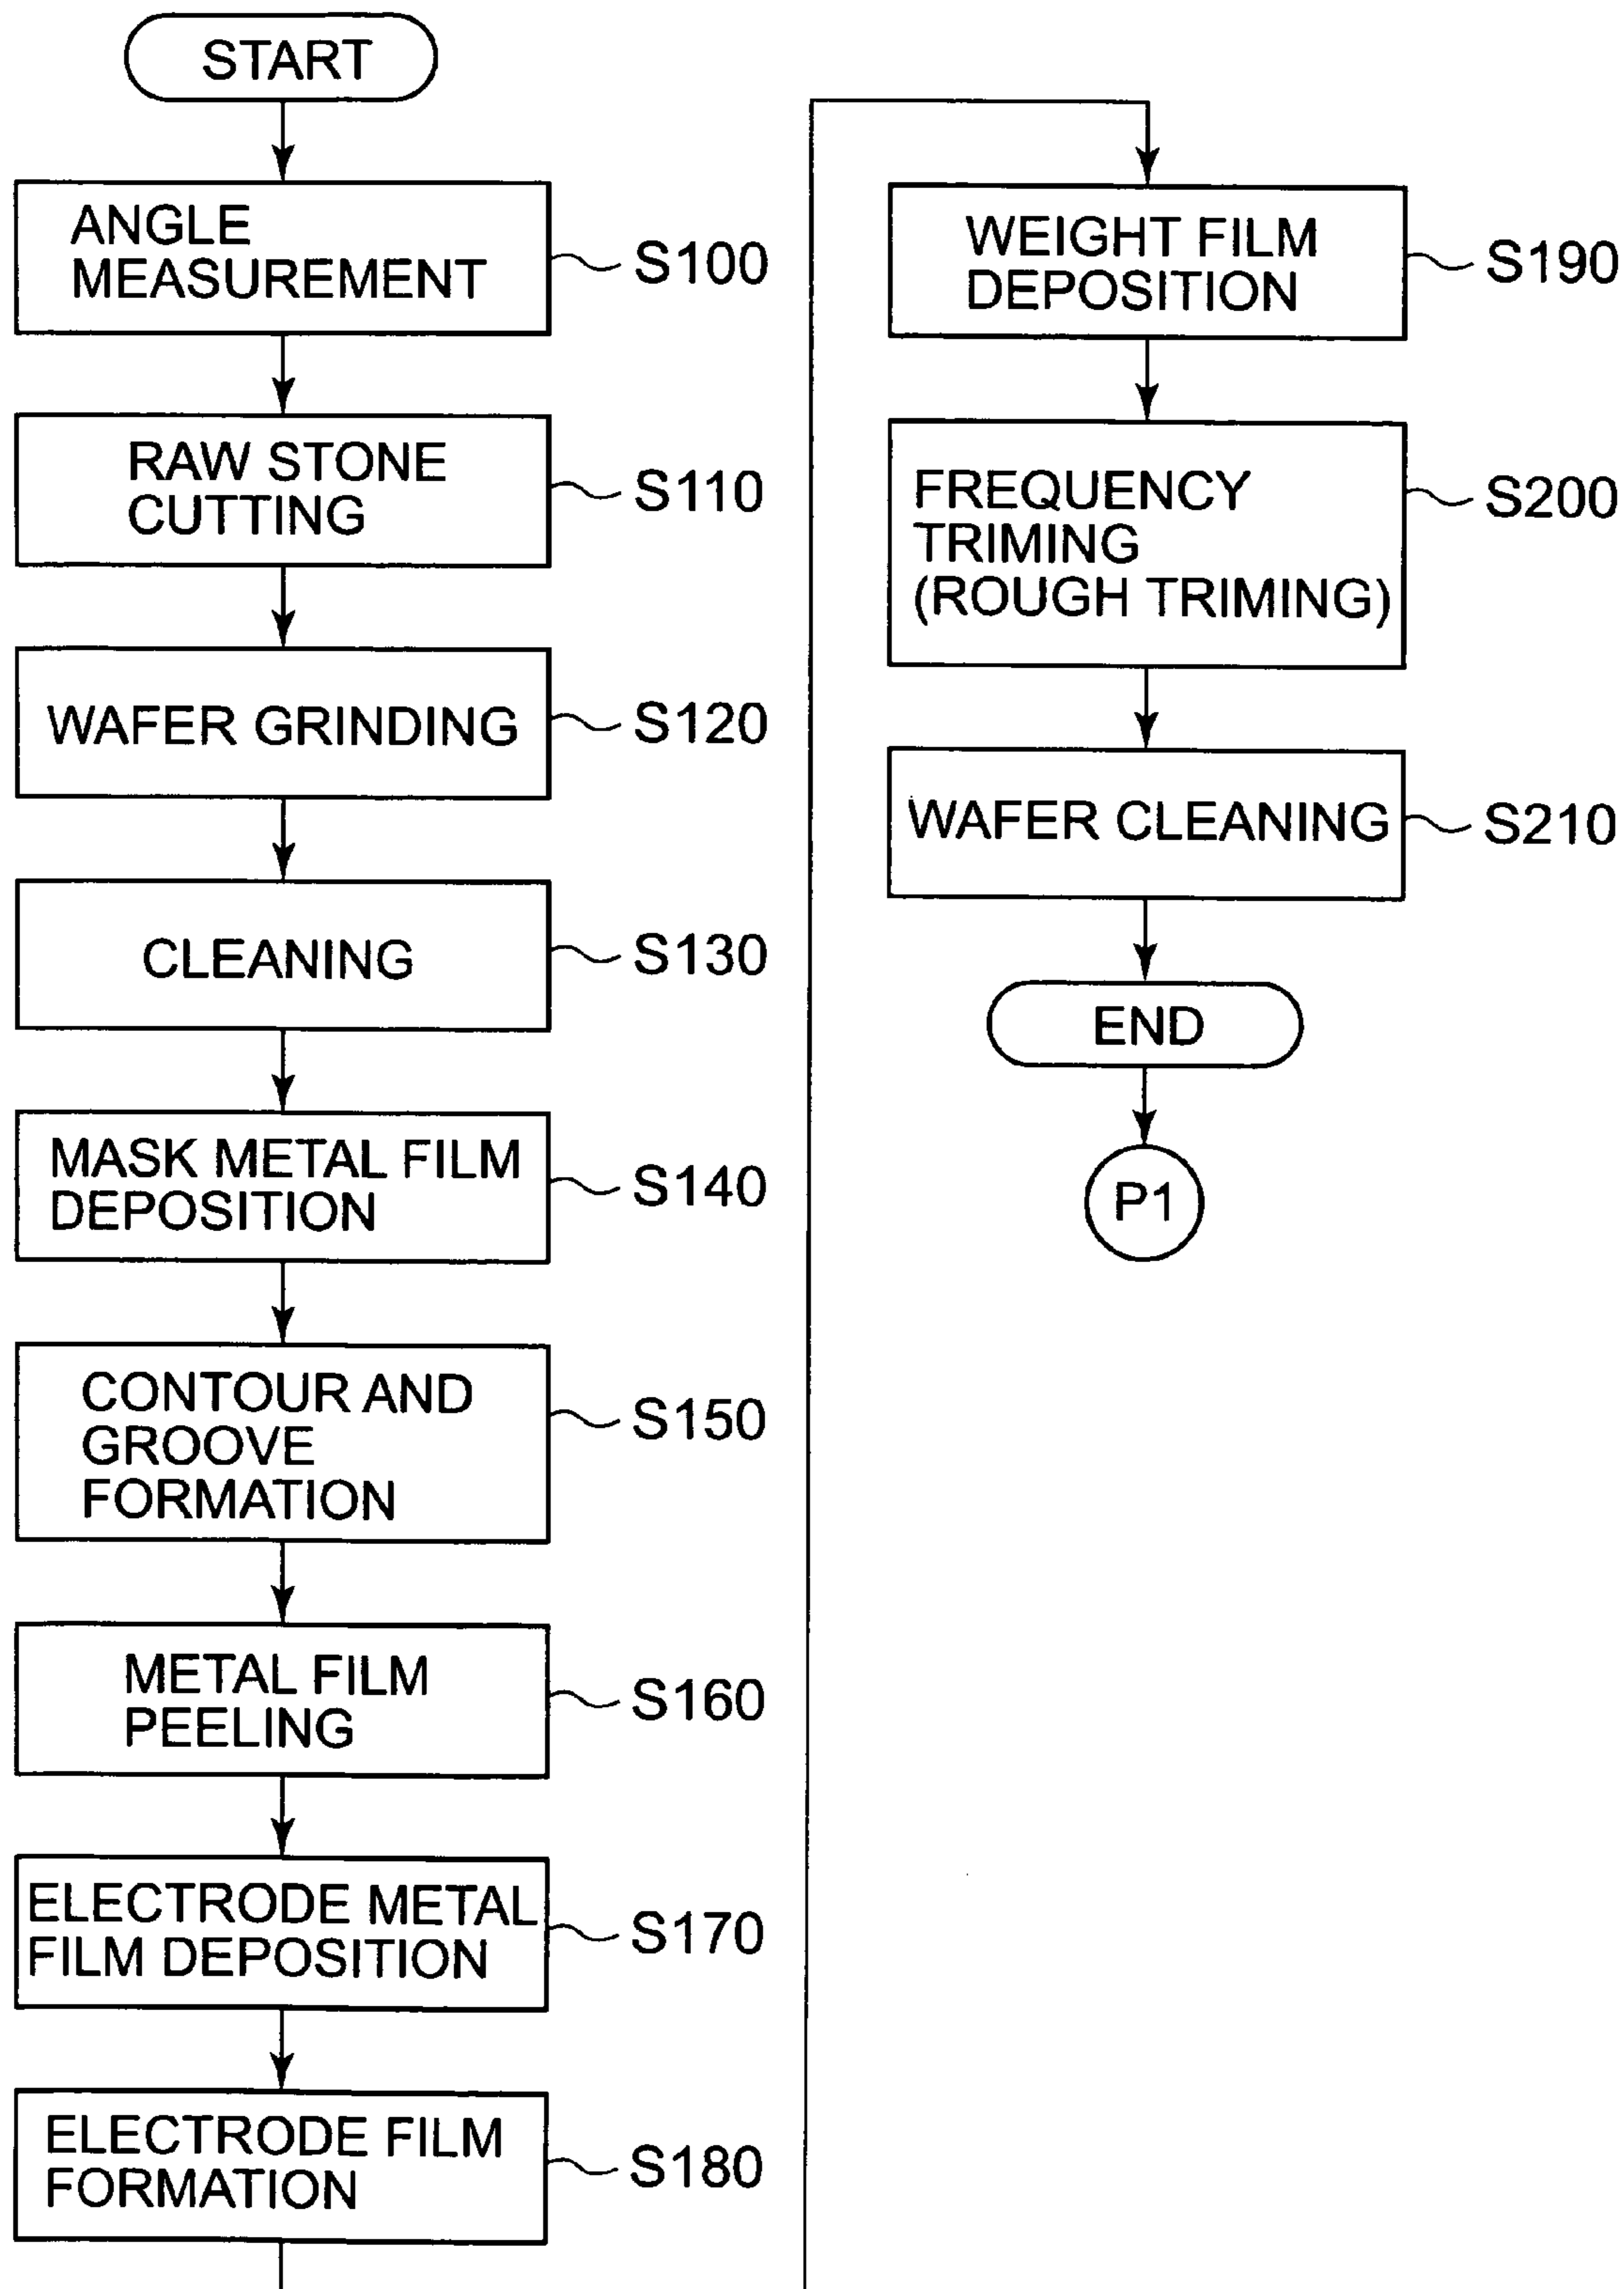 START
ANGLE
MEASUREMENT
S100
RAW STONE
CUTTING
S110
WAFER GRINDING
S120
CLEANING
S130
MASK METAL FILM
DEPOSITION
S140
CONTOUR AND
GROOVE
FORMATION
S150
METAL FILM
PEELING
S160
ELECTRODE METAL
FILM DEPOSITION
S170
ELECTRODE FILM
FORMATION
S180
WEIGHT FILM
DEPOSITION
S190
FREQUENCY
TRIMING
(ROUGH TRIMING)
S200
WAFER CLEANING
S210
END
P1